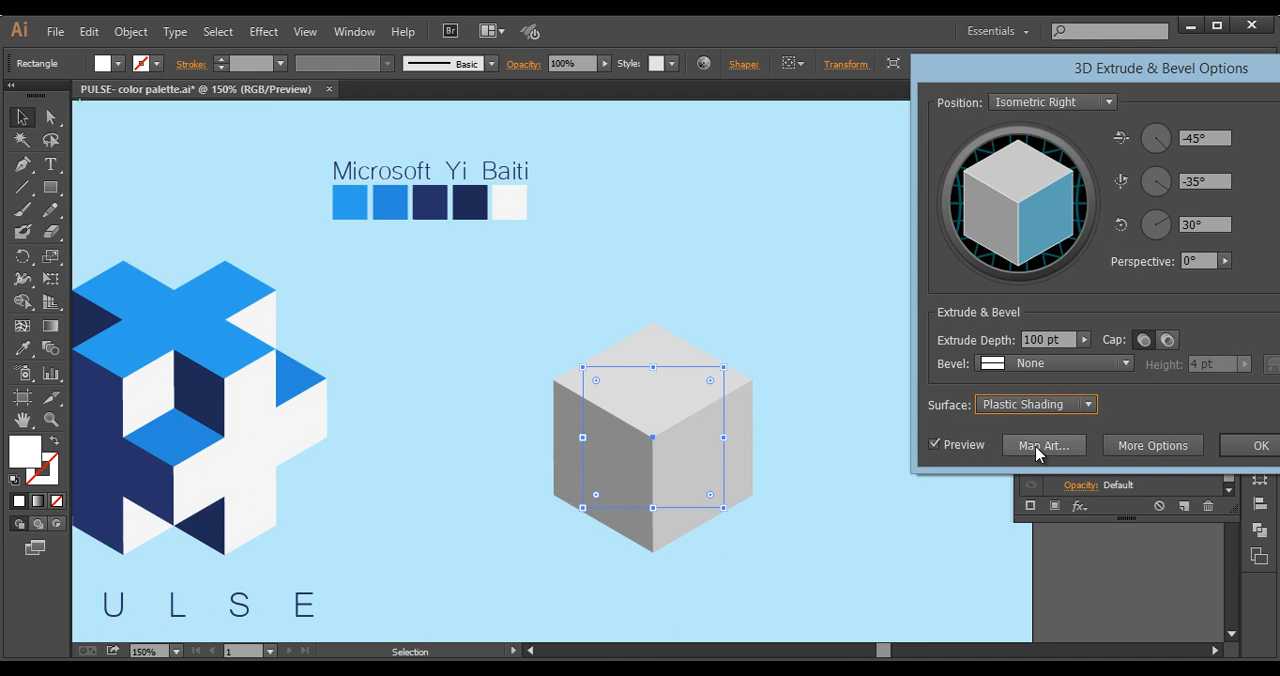 Ai File Edit Object Type Select Effect View Window Help Br Essentials
Rectangle Stroke: Basic Opacity: 100% Style: Shape: Transform
3D Extrude & Bevel Options
PULSE- color palette.ai* @ 150% (RGB/Preview) ×
Position: Isometric Right
-45°
-35°
30°
Perspective: 0°
Microsoft Yi Baiti
Extrude & Bevel
Extrude Depth: 100 pt Cap:
Bevel: None Height: 4 pt
Surface: Plastic Shading
Preview Map Art... More Options OK
Opacity: Default
fx
U L S E
150% 1 Selection